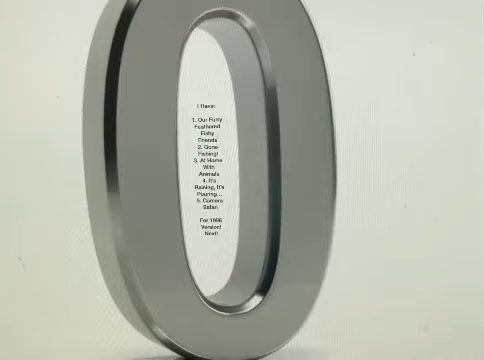 I Have:
1. Our Furry
Feathered
Fishy
Friends
2. Gone
Fishing!
3. At Home
With
Animals
4. It's
Raining, It's
Pouring...
5. Camera
Safari
For 1996
Version!
Next!